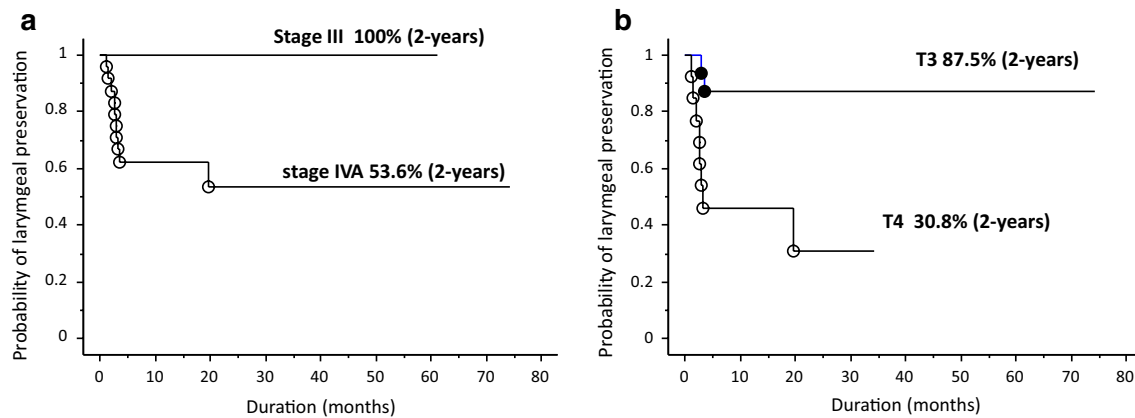 a
Stage III 100% (2-years)
1
0.8
0.6
0.4
0.2
0
stage IVA 53.6% (2-years)
Probability of larymgeal preservation
0 10 20 30 40 50 60 70 80
Duration (months)
b
T3 87.5% (2-years)
1
0.8
0.6
0.4
0.2
0
T4 30.8% (2-years)
Probability of larymgeal preservation
0 10 20 30 40 50 60 70 80
Duration (months)